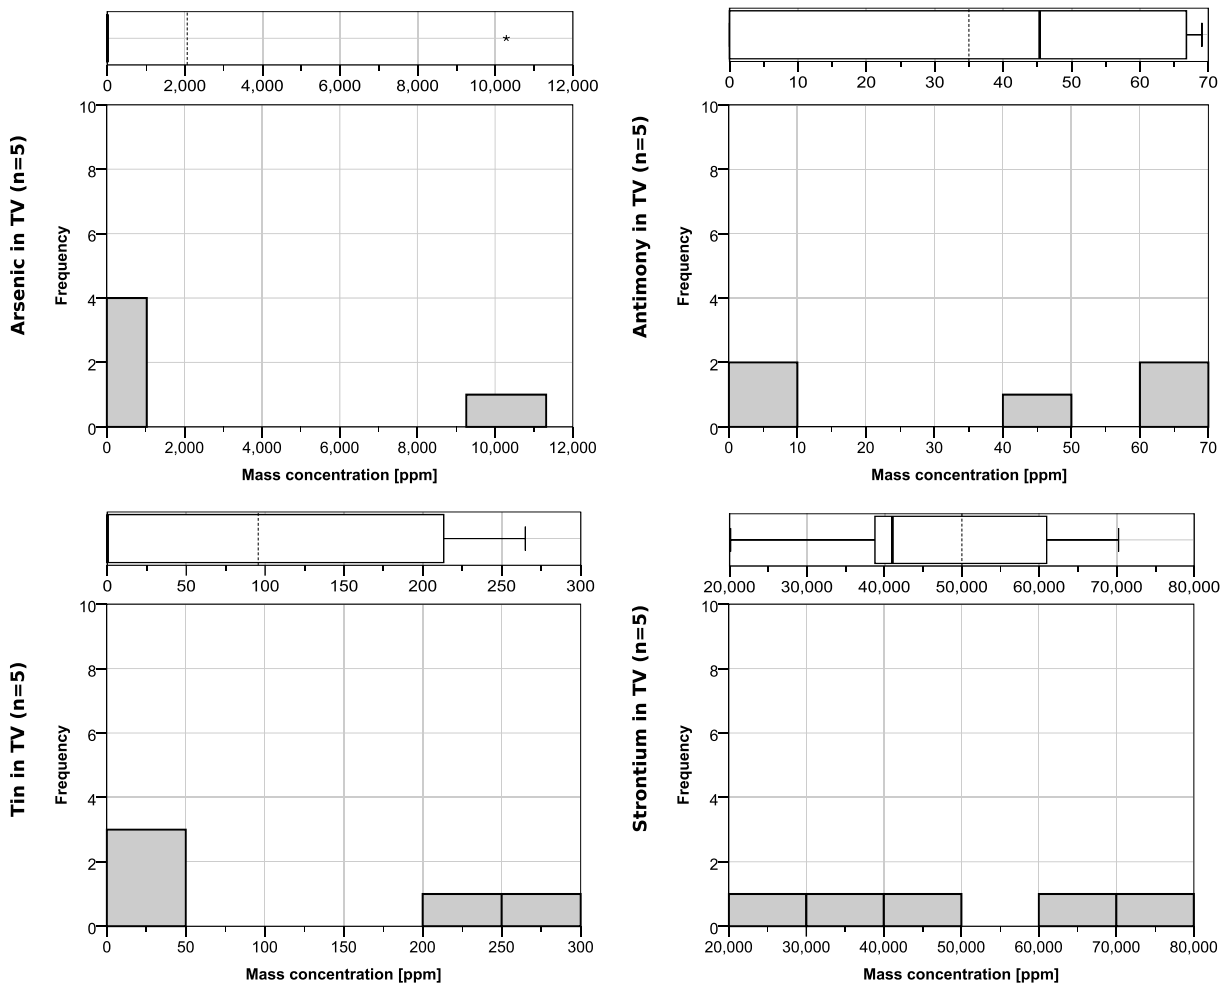 0 2,000 4,000 6,000 8,000 10,000 12,000
*
Arsenic in TV (n=5)
Frequency
10
8
6
4
2
0
0 2,000 4,000 6,000 8,000 10,000 12,000
Mass concentration [ppm]
0 10 20 30 40 50 60 70
Antimony in TV (n=5)
Frequency
10
8
6
4
2
0
0 10 20 30 40 50 60 70
Mass concentration [ppm]
0 50 100 150 200 250 300
Tin in TV (n=5)
Frequency
10
8
6
4
2
0
0 50 100 150 200 250 300
Mass concentration [ppm]
20,000 30,000 40,000 50,000 60,000 70,000 80,000
Strontium in TV (n=5)
Frequency
10
8
6
4
2
0
20,000 30,000 40,000 50,000 60,000 70,000 80,000
Mass concentration [ppm]